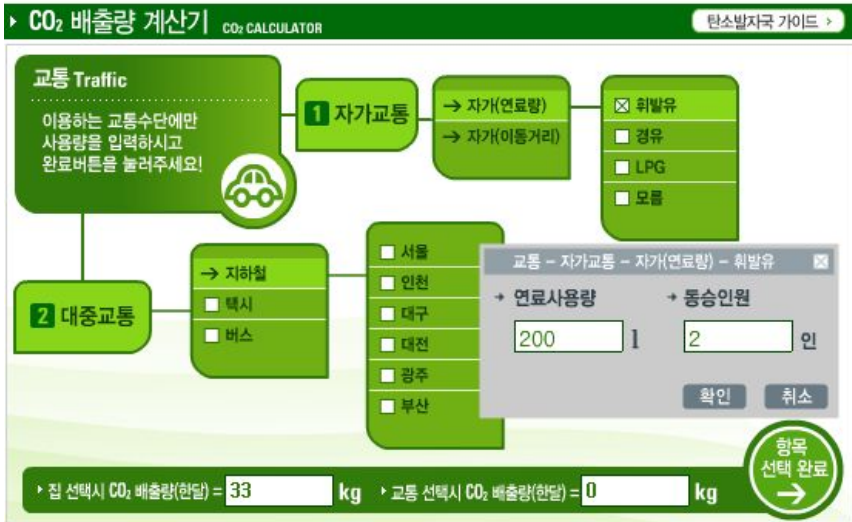 CO₂ 배출량 계산기 CO₂ CALCULATOR
탄소발자국 가이드 >
교통 Traffic
이용하는 교통수단에만
사용량을 입력하시고
완료버튼을 눌러주세요!
1 자가교통
→ 자가(연료량)
→ 자가(이동거리)
휘발유
경유
LPG
모름
2 대중교통
→ 지하철
택시
버스
서울
인천
대구
대전
광주
부산
교통 – 자가교통 – 자가(연료량) – 휘발유
→ 연료사용량
→ 동승인원
200 l
2 인
확인
취소
집 선택시 CO₂ 배출량(한달) = 33 kg
교통 선택시 CO₂ 배출량(한달) = 0 kg
항목
선택 완료
→